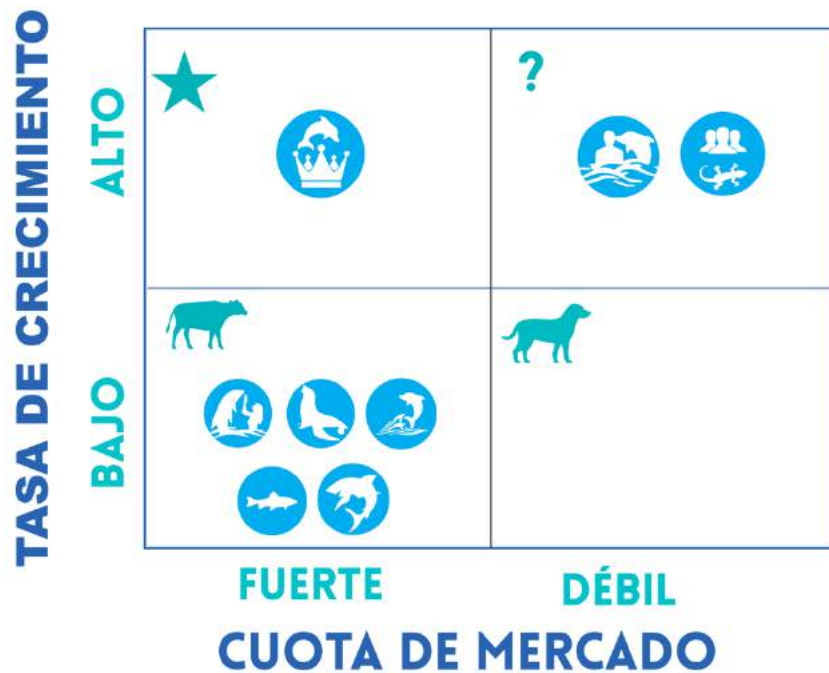 TASA DE CRECIMIENTO
ALTO
?
BAJO
FUERTE
DÉBIL
CUOTA DE MERCADO